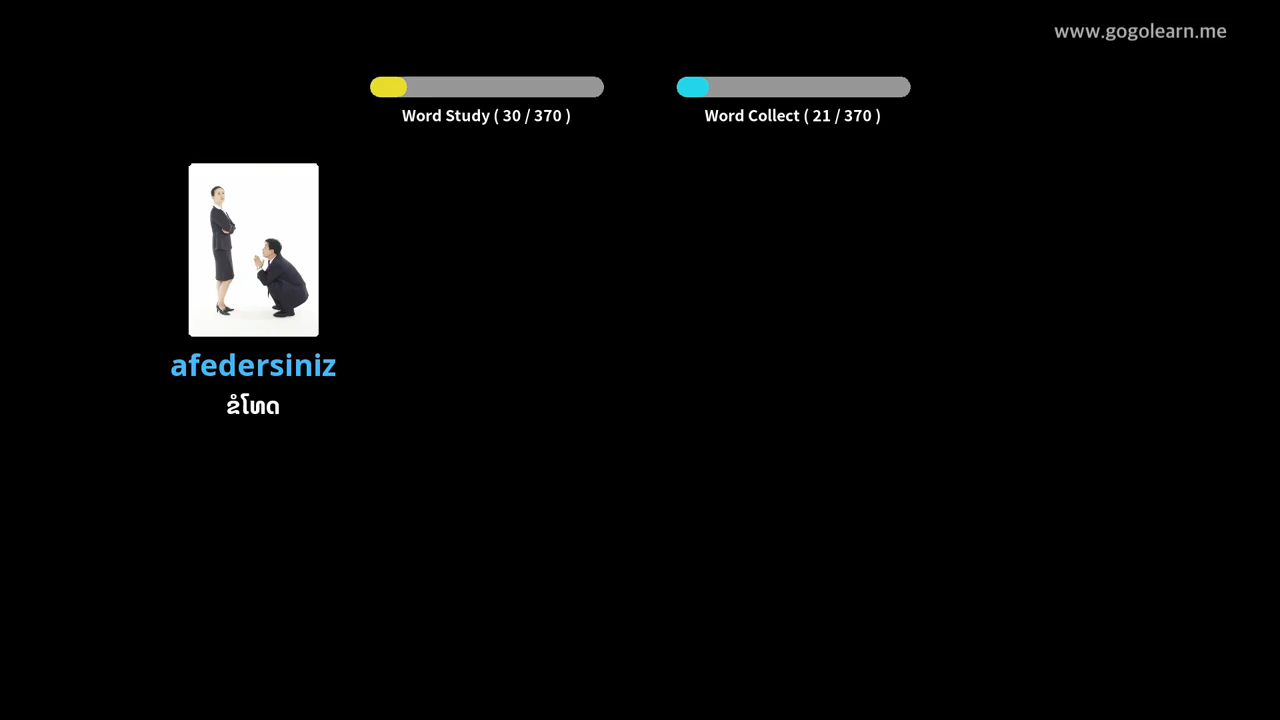 www.gogolearn.me
Word Study ( 30 / 370 )
Word Collect ( 21 / 370 )
afedersiniz
ຂໍໂທດ